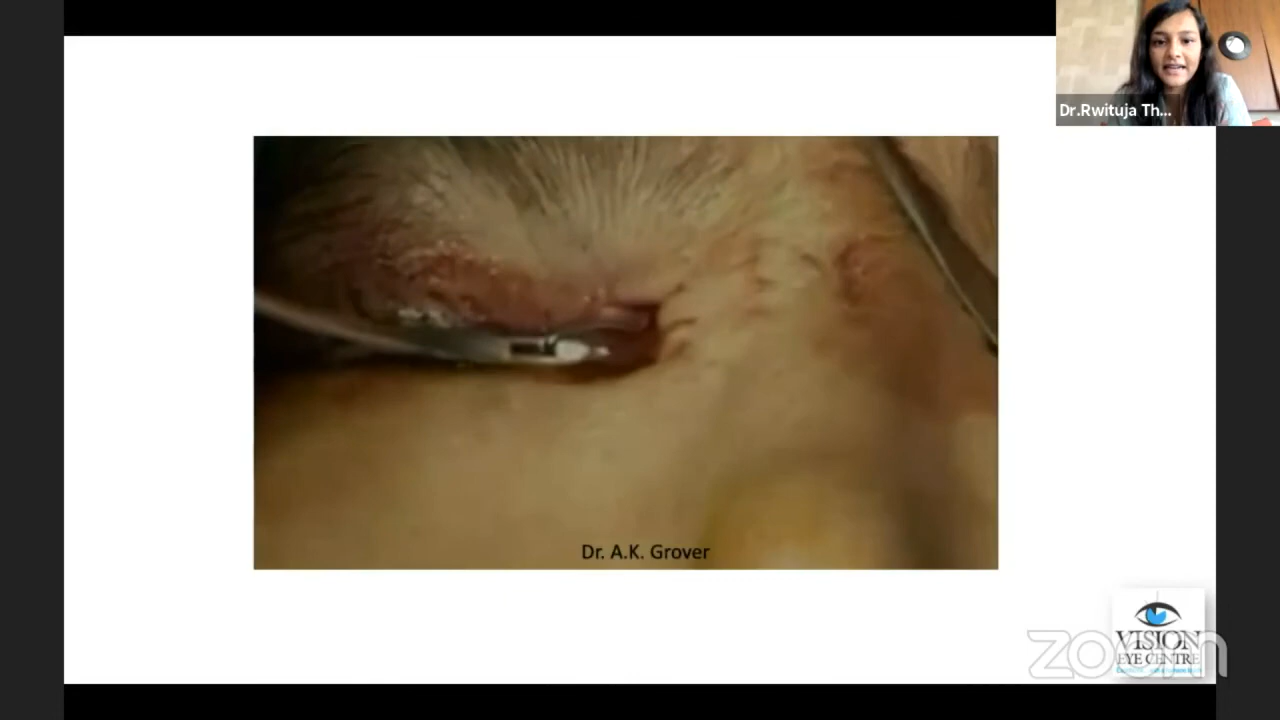 Dr.Rwituja Th...
Dr. A.K. Grover
VISION
EYE CENTRE
zoom